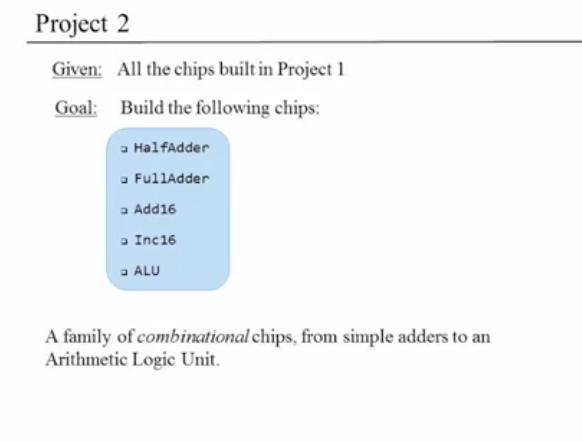 Project 2
Given: All the chips built in Project 1
Goal: Build the following chips:
HalfAdder
FullAdder
Add16
Inc16
ALU
A family of combinational chips, from simple adders to an
Arithmetic Logic Unit.